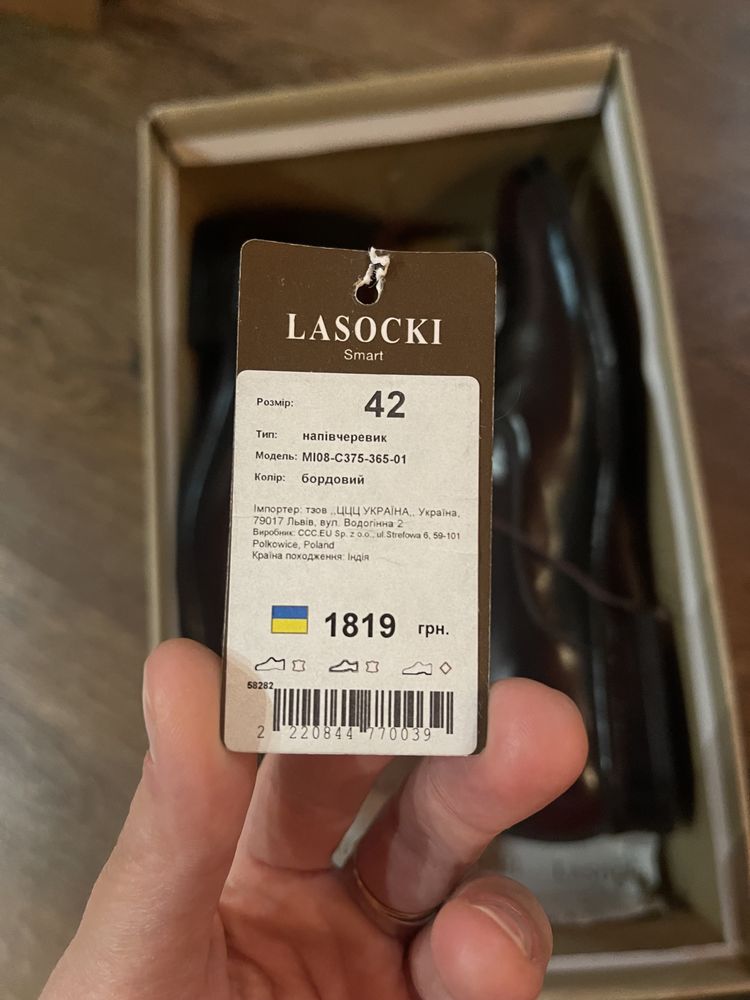 LASOCKI
Smart
Розмір: 42
Тип: напівчеревик
Модель: MI08-C375-365-01
Колір: бордовий
Імпортер: тзов ,,ЦЦЦ УКРАЇНА,, Україна,
79017 Львів, вул. Водогінна 2
Виробник: CCC.EU Sp. z o.o., ul.Strefowa 6, 59-101
Polkowice, Poland
Країна походження: Індія
1819 грн.
58282
2 220844 770039
LASOCKI